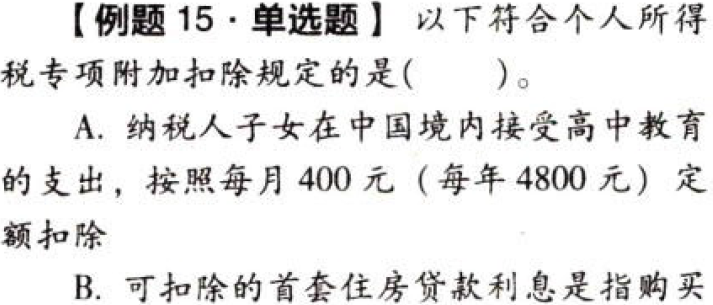 【例题 15·单选题】 以下符合个人所得
税专项附加扣除规定的是(    )。
A. 纳税人子女在中国境内接受高中教育
的支出，按照每月 400 元（每年 4800 元）定
额扣除
B. 可扣除的首套住房贷款利息是指购买